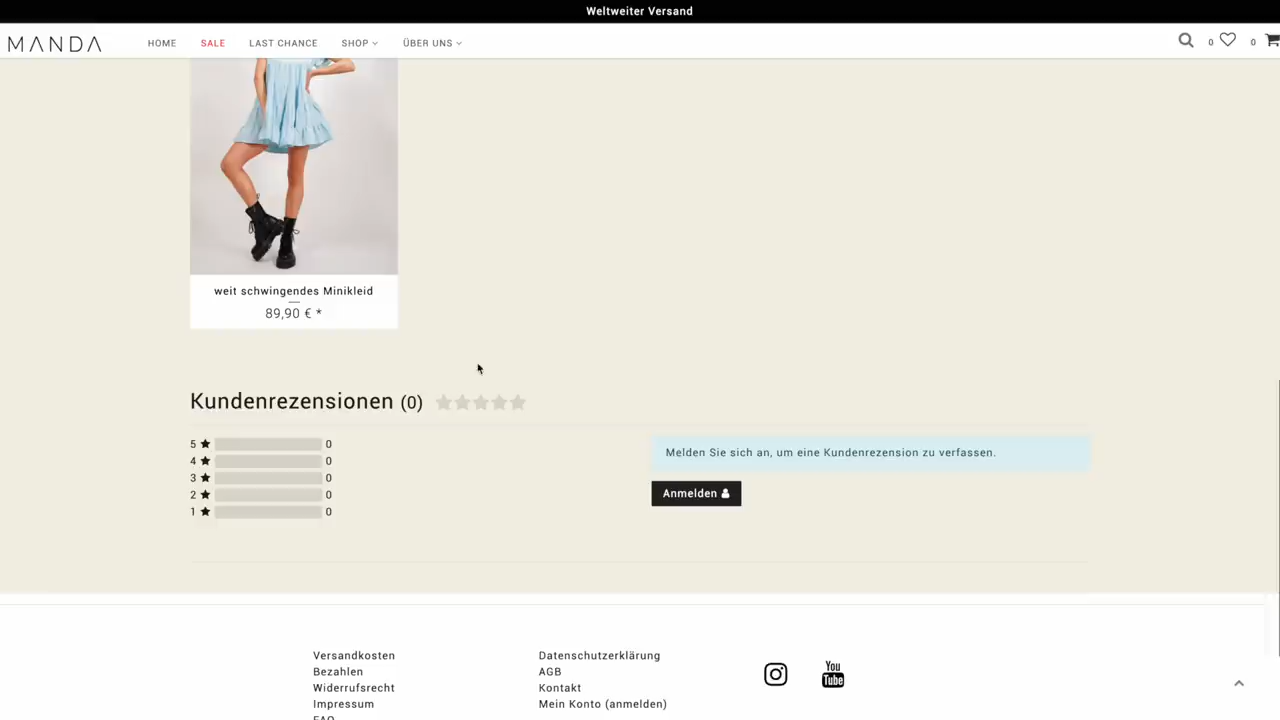 Weltweiter Versand
MANDA
HOME SALE LAST CHANCE SHOP ÜBER UNS 0 0
weit schwingendes Minikleid
89,90 € *
Kundenrezensionen (0)
5 0
4 0
3 0
2 0
1 0
Melden Sie sich an, um eine Kundenrezension zu verfassen.
Anmelden
Versandkosten
Bezahlen
Widerrufsrecht
Impressum
FAQ
Datenschutzerklärung
AGB
Kontakt
Mein Konto (anmelden)
You
Tube